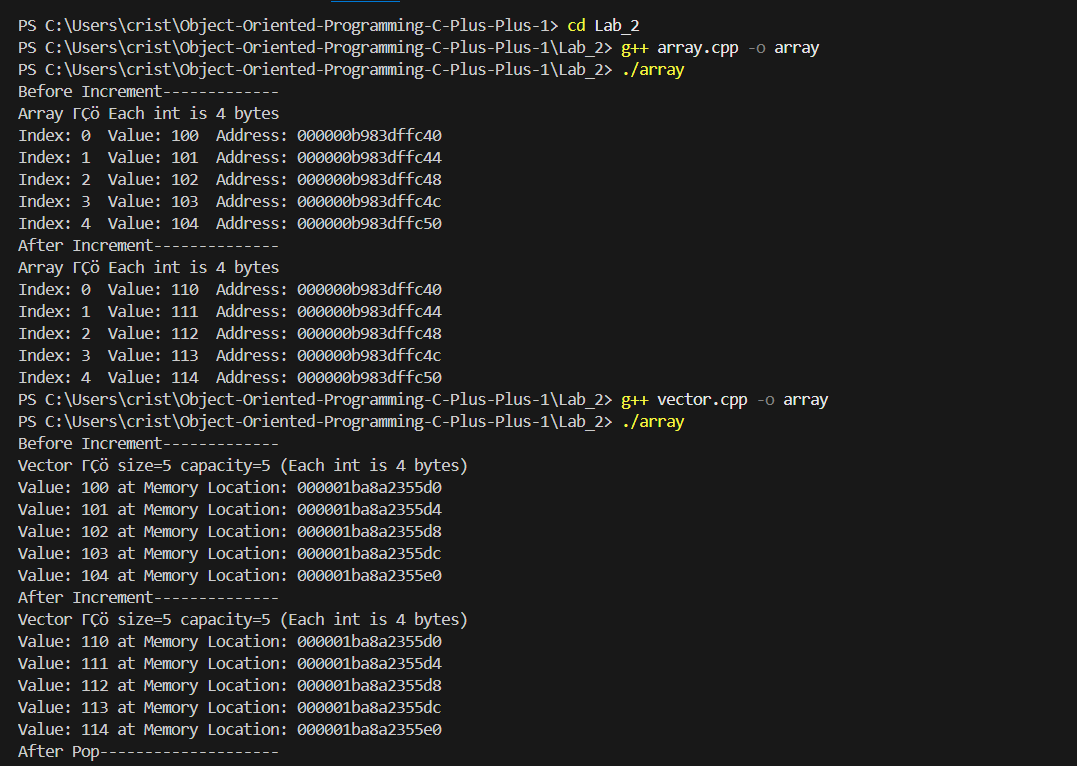 PS C:\Users\crist\Object-Oriented-Programming-C-Plus-Plus-1> cd Lab_2
PS C:\Users\crist\Object-Oriented-Programming-C-Plus-Plus-1\Lab_2> g++ array.cpp -o array
PS C:\Users\crist\Object-Oriented-Programming-C-Plus-Plus-1\Lab_2> ./array
Before Increment-------------
Array ΓÇö Each int is 4 bytes
Index: 0  Value: 100  Address: 000000b983dffc40
Index: 1  Value: 101  Address: 000000b983dffc44
Index: 2  Value: 102  Address: 000000b983dffc48
Index: 3  Value: 103  Address: 000000b983dffc4c
Index: 4  Value: 104  Address: 000000b983dffc50
After Increment--------------
Array ΓÇö Each int is 4 bytes
Index: 0  Value: 110  Address: 000000b983dffc40
Index: 1  Value: 111  Address: 000000b983dffc44
Index: 2  Value: 112  Address: 000000b983dffc48
Index: 3  Value: 113  Address: 000000b983dffc4c
Index: 4  Value: 114  Address: 000000b983dffc50
PS C:\Users\crist\Object-Oriented-Programming-C-Plus-Plus-1\Lab_2> g++ vector.cpp -o array
PS C:\Users\crist\Object-Oriented-Programming-C-Plus-Plus-1\Lab_2> ./array
Before Increment-------------
Vector ΓÇö size=5 capacity=5 (Each int is 4 bytes)
Value: 100 at Memory Location: 000001ba8a2355d0
Value: 101 at Memory Location: 000001ba8a2355d4
Value: 102 at Memory Location: 000001ba8a2355d8
Value: 103 at Memory Location: 000001ba8a2355dc
Value: 104 at Memory Location: 000001ba8a2355e0
After Increment--------------
Vector ΓÇö size=5 capacity=5 (Each int is 4 bytes)
Value: 110 at Memory Location: 000001ba8a2355d0
Value: 111 at Memory Location: 000001ba8a2355d4
Value: 112 at Memory Location: 000001ba8a2355d8
Value: 113 at Memory Location: 000001ba8a2355dc
Value: 114 at Memory Location: 000001ba8a2355e0
After Pop--------------------